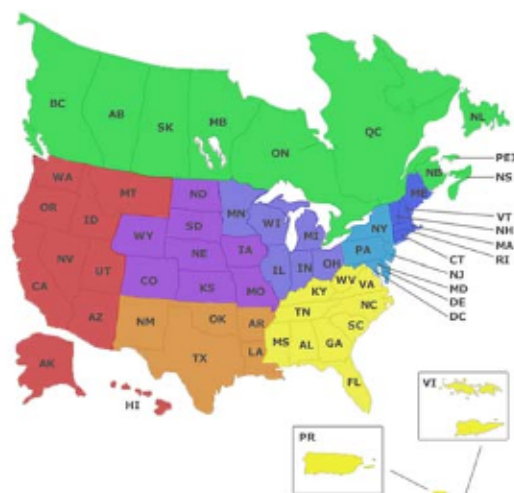 BC
AB
SK
MB
ON
QC
NL
PEI
NB
NS
WA
MT
ND
MN
ME
OR
ID
SD
WI
MI
NY
VT
NH
MA
RI
CT
WY
NE
IA
PA
NJ
MD
DE
DC
NV
UT
CO
KS
MO
IL
IN
OH
WV
VA
KY
CA
AZ
NM
OK
AR
TN
NC
SC
TX
LA
MS
AL
GA
FL
AK
HI
VI
PR